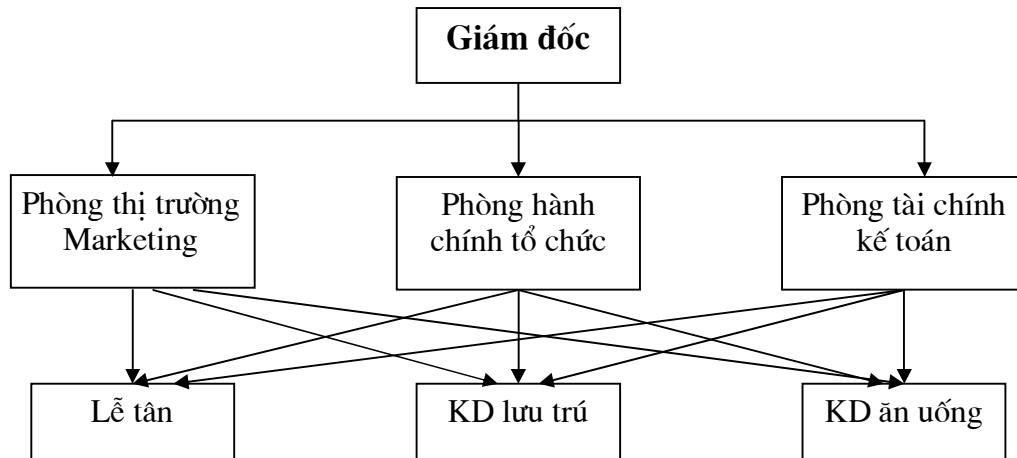 Giám đốc
Phòng thị trường
Marketing
Phòng hành
chính tổ chức
Phòng tài chính
kế toán
Lễ tân
KD lưu trú
KD ăn uống